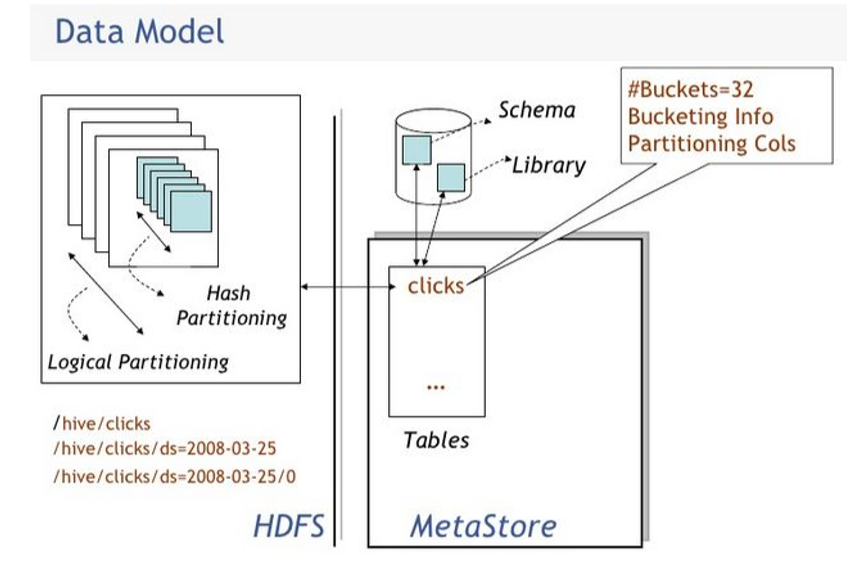 Data Model
Schema
Library
#Buckets=32
Bucketing Info
Partitioning Cols
clicks
...
Tables
Hash
Partitioning
Logical Partitioning
/hive/clicks
/hive/clicks/ds=2008-03-25
/hive/clicks/ds=2008-03-25/0
HDFS
MetaStore